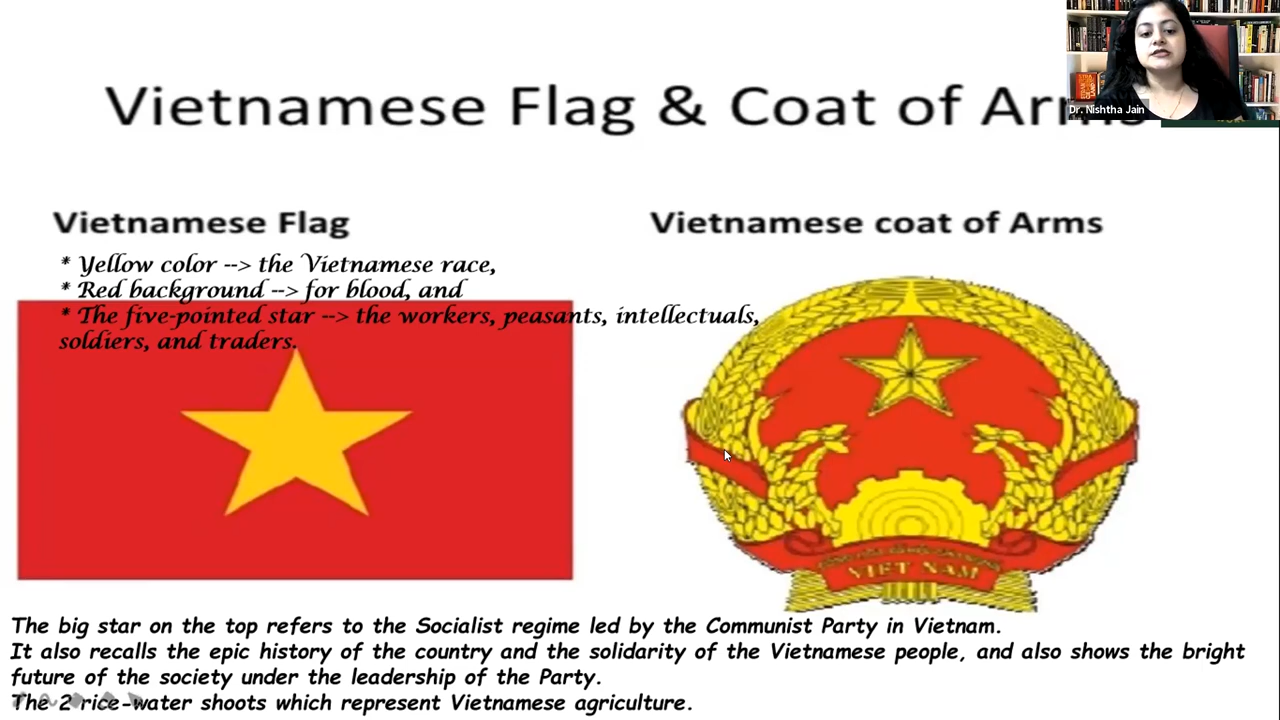 Vietnamese Flag & Coat of Arms
Dr. Nishtha Jain
Vietnamese Flag
Vietnamese coat of Arms
* Yellow color --> the Vietnamese race,
* Red background --> for blood, and
* The five-pointed star --> the workers, peasants, intellectuals,
soldiers, and traders.
VIET NAM
The big star on the top refers to the Socialist regime led by the Communist Party in Vietnam.
It also recalls the epic history of the country and the solidarity of the Vietnamese people, and also shows the bright
future of the society under the leadership of the Party.
The 2 rice-water shoots which represent Vietnamese agriculture.